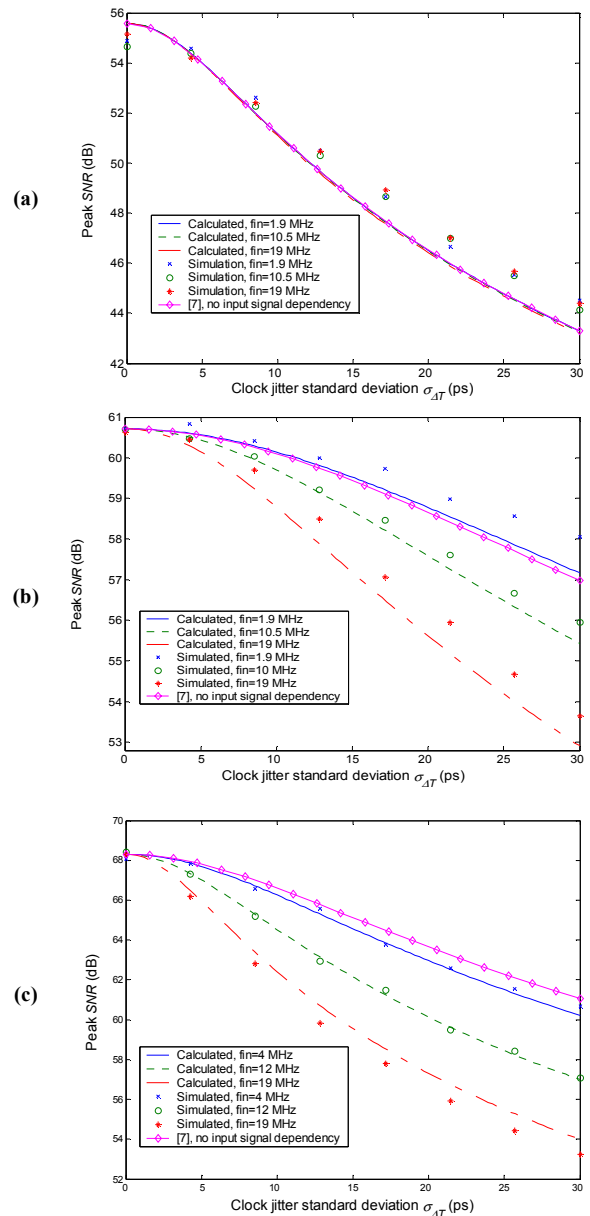 (a)
Peak SNR (dB)
56
54
52
50
48
46
44
42
0 5 10 15 20 25 30
Calculated, fin=1.9 MHz
Calculated, fin=10.5 MHz
Calculated, fin=19 MHz
Simulation, fin=1.9 MHz
Simulation, fin=10.5 MHz
Simulation, fin=19 MHz
[7], no input signal dependency
Clock jitter standard deviation σΔT (ps)
(b)
Peak SNR (dB)
61
60
59
58
57
56
55
54
53
0 5 10 15 20 25 30
Calculated, fin=1.9 MHz
Calculated, fin=10.5 MHz
Calculated, fin=19 MHz
Simulated, fin=1.9 MHz
Simulated, fin=10 MHz
Simulated, fin=19 MHz
[7], no input signal dependency
Clock jitter standard deviation σΔT (ps)
(c)
Peak SNR (dB)
70
68
66
64
62
60
58
56
54
52
0 5 10 15 20 25 30
Calculated, fin=4 MHz
Calculated, fin=12 MHz
Calculated, fin=19 MHz
Simulated, fin=4 MHz
Simulated, fin=12 MHz
Simulated, fin=19 MHz
[7], no input signal dependency
Clock jitter standard deviation σΔT (ps)